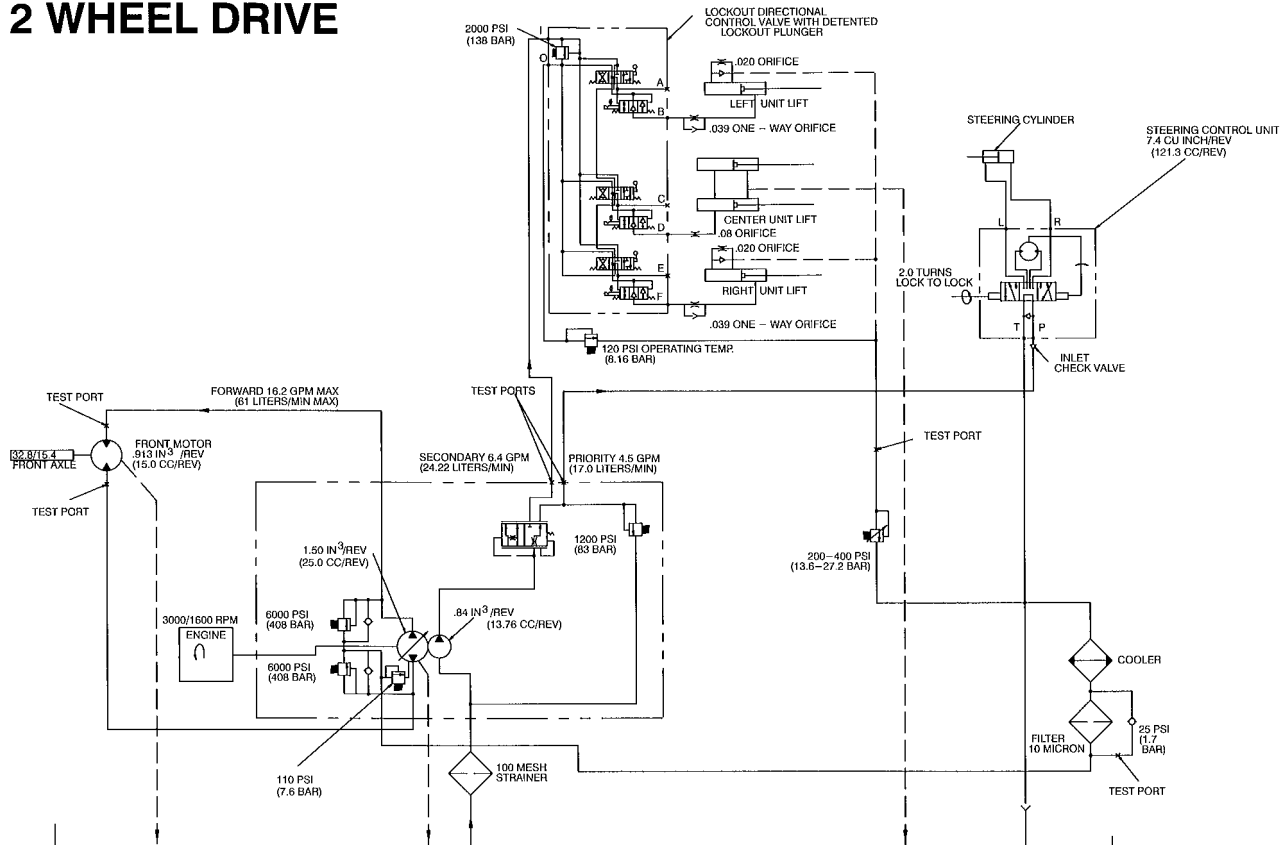 2 WHEEL DRIVE
LOCKOUT DIRECTIONAL
CONTROL VALVE WITH DETENTED
LOCKOUT PLUNGER
2000 PSI
(138 BAR)
O
A
B
.020 ORIFICE
LEFT UNIT LIFT
.039 ONE – WAY ORIFICE
C
D
CENTER UNIT LIFT
.08 ORIFICE
.020 ORIFICE
E
F
RIGHT UNIT LIFT
.039 ONE – WAY ORIFICE
120 PSI OPERATING TEMP.
(8.16 BAR)
STEERING CYLINDER
STEERING CONTROL UNIT
7.4 CU INCH/REV
(121.3 CC/REV)
L
R
2.0 TURNS
LOCK TO LOCK
T
P
INLET
CHECK VALVE
FORWARD 16.2 GPM MAX
(61 LITERS/MIN MAX)
TEST PORT
TEST PORTS
FRONT MOTOR
.913 IN3 /REV
(15.0 CC/REV)
32.8/15.4
FRONT AXLE
TEST PORT
SECONDARY 6.4 GPM
(24.22 LITERS/MIN)
PRIORITY 4.5 GPM
(17.0 LITERS/MIN)
TEST PORT
1200 PSI
(83 BAR)
200–400 PSI
(13.6–27.2 BAR)
1.50 IN3/REV
(25.0 CC/REV)
.84 IN3 /REV
(13.76 CC/REV)
3000/1600 RPM
ENGINE
6000 PSI
(408 BAR)
6000 PSI
(408 BAR)
110 PSI
(7.6 BAR)
100 MESH
STRAINER
COOLER
FILTER
10 MICRON
25 PSI
(1.7
BAR)
TEST PORT